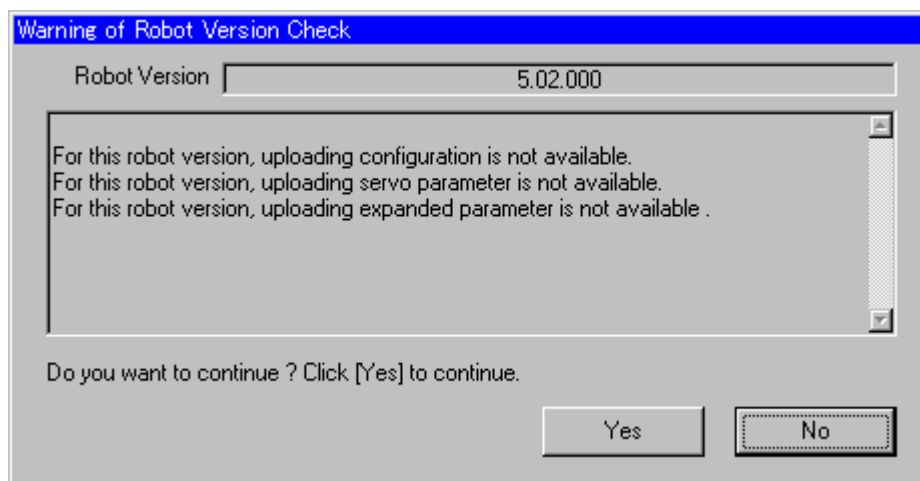 Warning of Robot Version Check
Robot Version 5.02.000
For this robot version, uploading configuration is not available.
For this robot version, uploading servo parameter is not available.
For this robot version, uploading expanded parameter is not available .
Do you want to continue ? Click [Yes] to continue.
Yes No